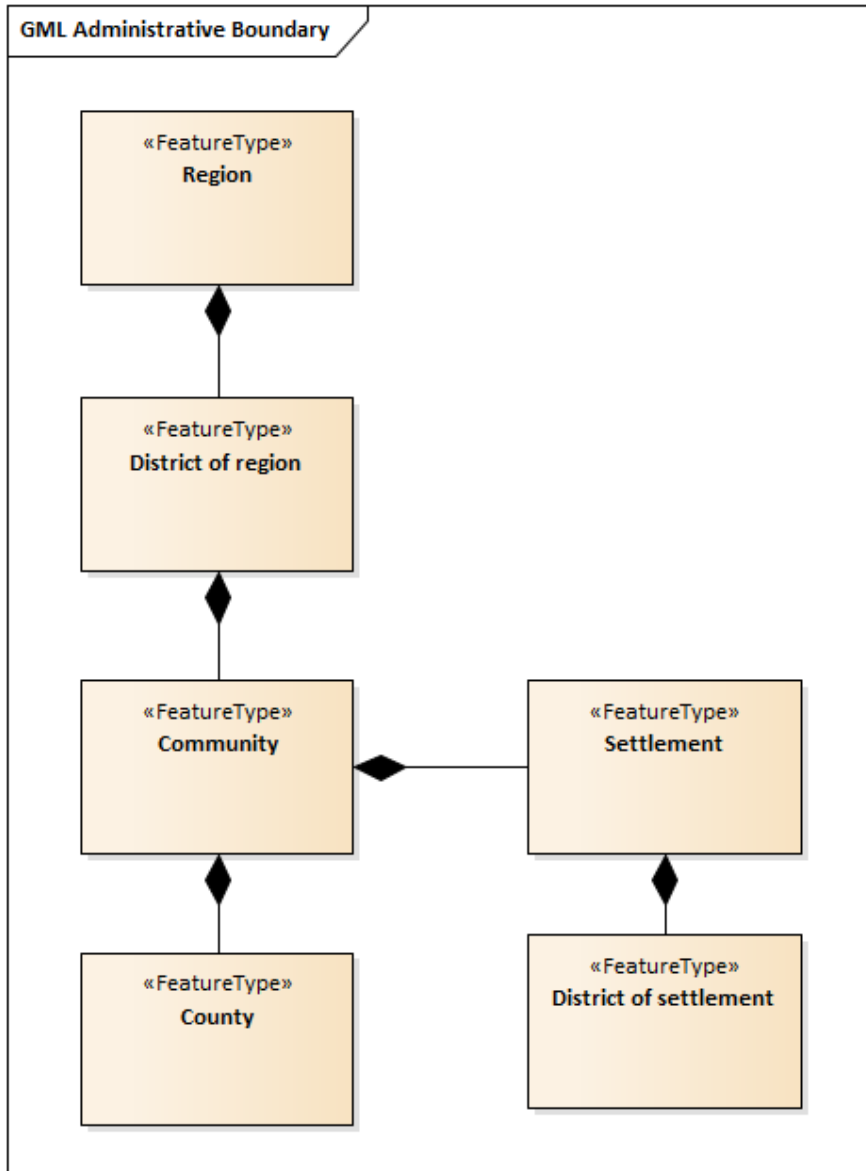 GML Administrative Boundary
«FeatureType»
Region
«FeatureType»
District of region
«FeatureType»
Community
«FeatureType»
Settlement
«FeatureType»
County
«FeatureType»
District of settlement